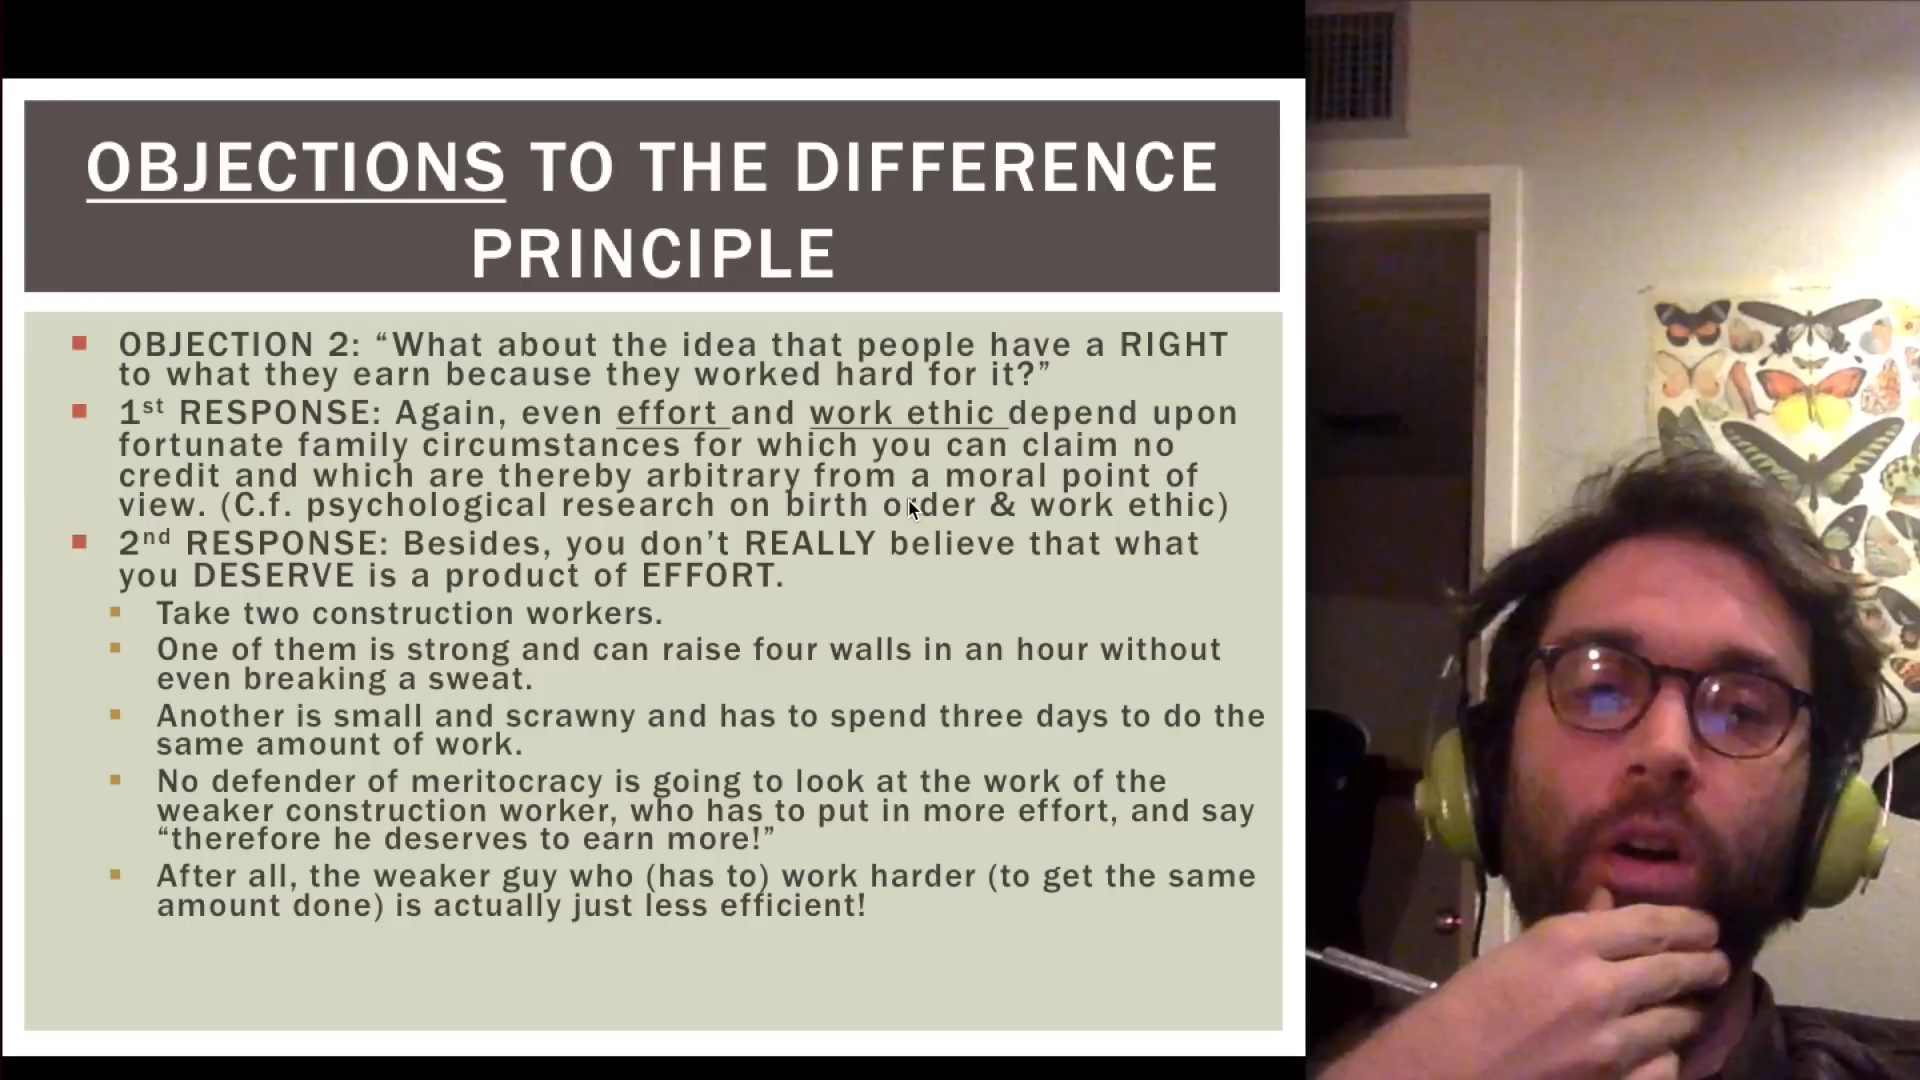 OBJECTIONS TO THE DIFFERENCE
PRINCIPLE
OBJECTION 2: “What about the idea that people have a RIGHT
to what they earn because they worked hard for it?”
1st RESPONSE: Again, even effort and work ethic depend upon
fortunate family circumstances for which you can claim no
credit and which are thereby arbitrary from a moral point of
view. (C.f. psychological research on birth order & work ethic)
2nd RESPONSE: Besides, you don’t REALLY believe that what
you DESERVE is a product of EFFORT.
Take two construction workers.
One of them is strong and can raise four walls in an hour without
even breaking a sweat.
Another is small and scrawny and has to spend three days to do the
same amount of work.
No defender of meritocracy is going to look at the work of the
weaker construction worker, who has to put in more effort, and say
“therefore he deserves to earn more!”
After all, the weaker guy who (has to) work harder (to get the same
amount done) is actually just less efficient!